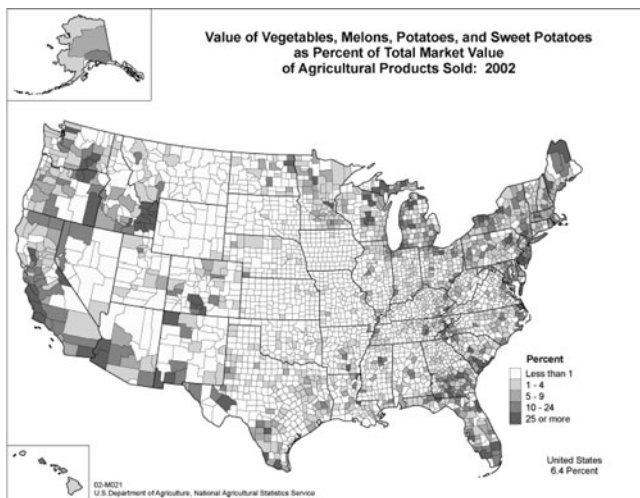 Value of Vegetables, Melons, Potatoes, and Sweet Potatoes
as Percent of Total Market Value
of Agricultural Products Sold: 2002
Percent
Less than 1
1 - 4
5 - 9
10 - 24
25 or more
United States
6.4 Percent
02-M021
U.S. Department of Agriculture, National Agricultural Statistics Service